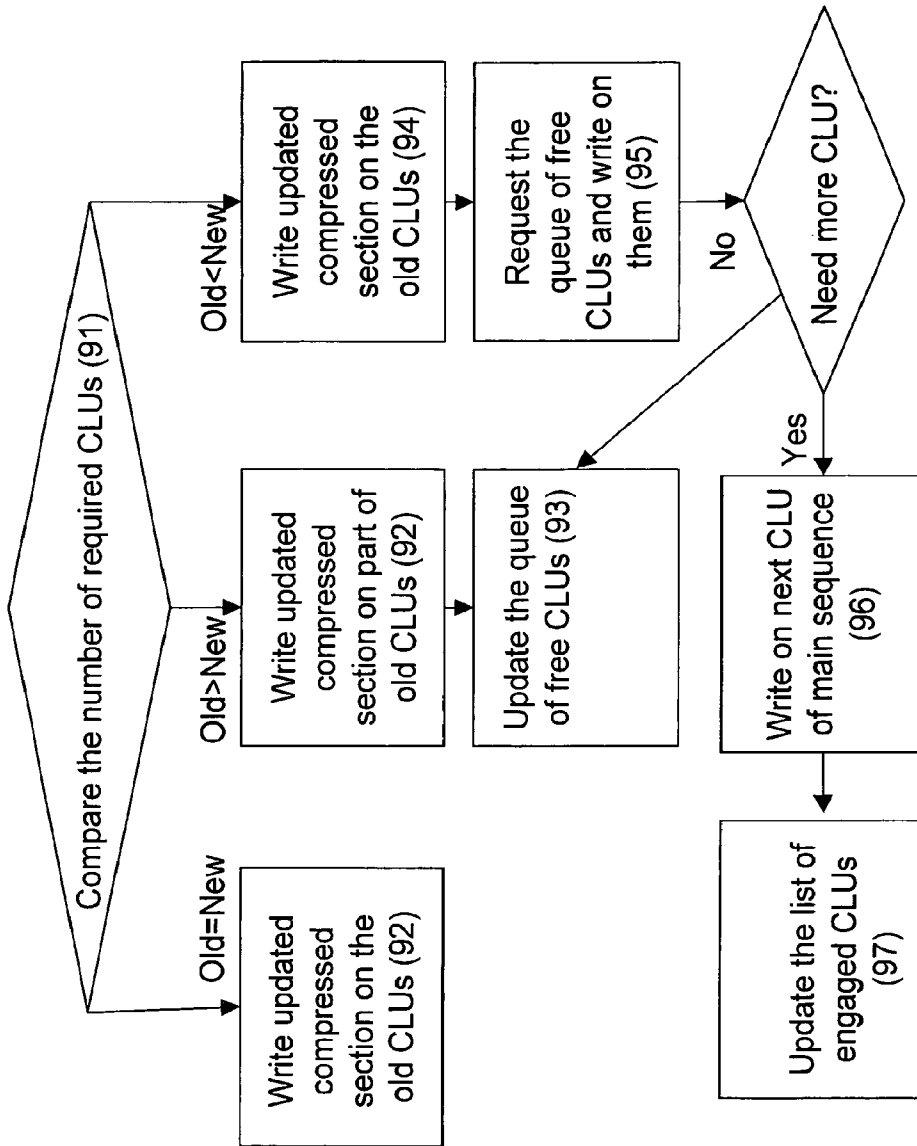 Compare the number of required CLUs (91)
Old=New
Write updated
compressed
section on the
old CLUs (92)
Old>New
Write updated
compressed
section on part of
old CLUs (92)
Update the queue
of free CLUs (93)
Old<New
Write updated
compressed
section on the
old CLUs (94)
Request the
queue of free
CLUs and write on
them (95)
No
Need more CLU?
Yes
Write on next CLU
of main sequence
(96)
Update the list of
engaged CLUs
(97)